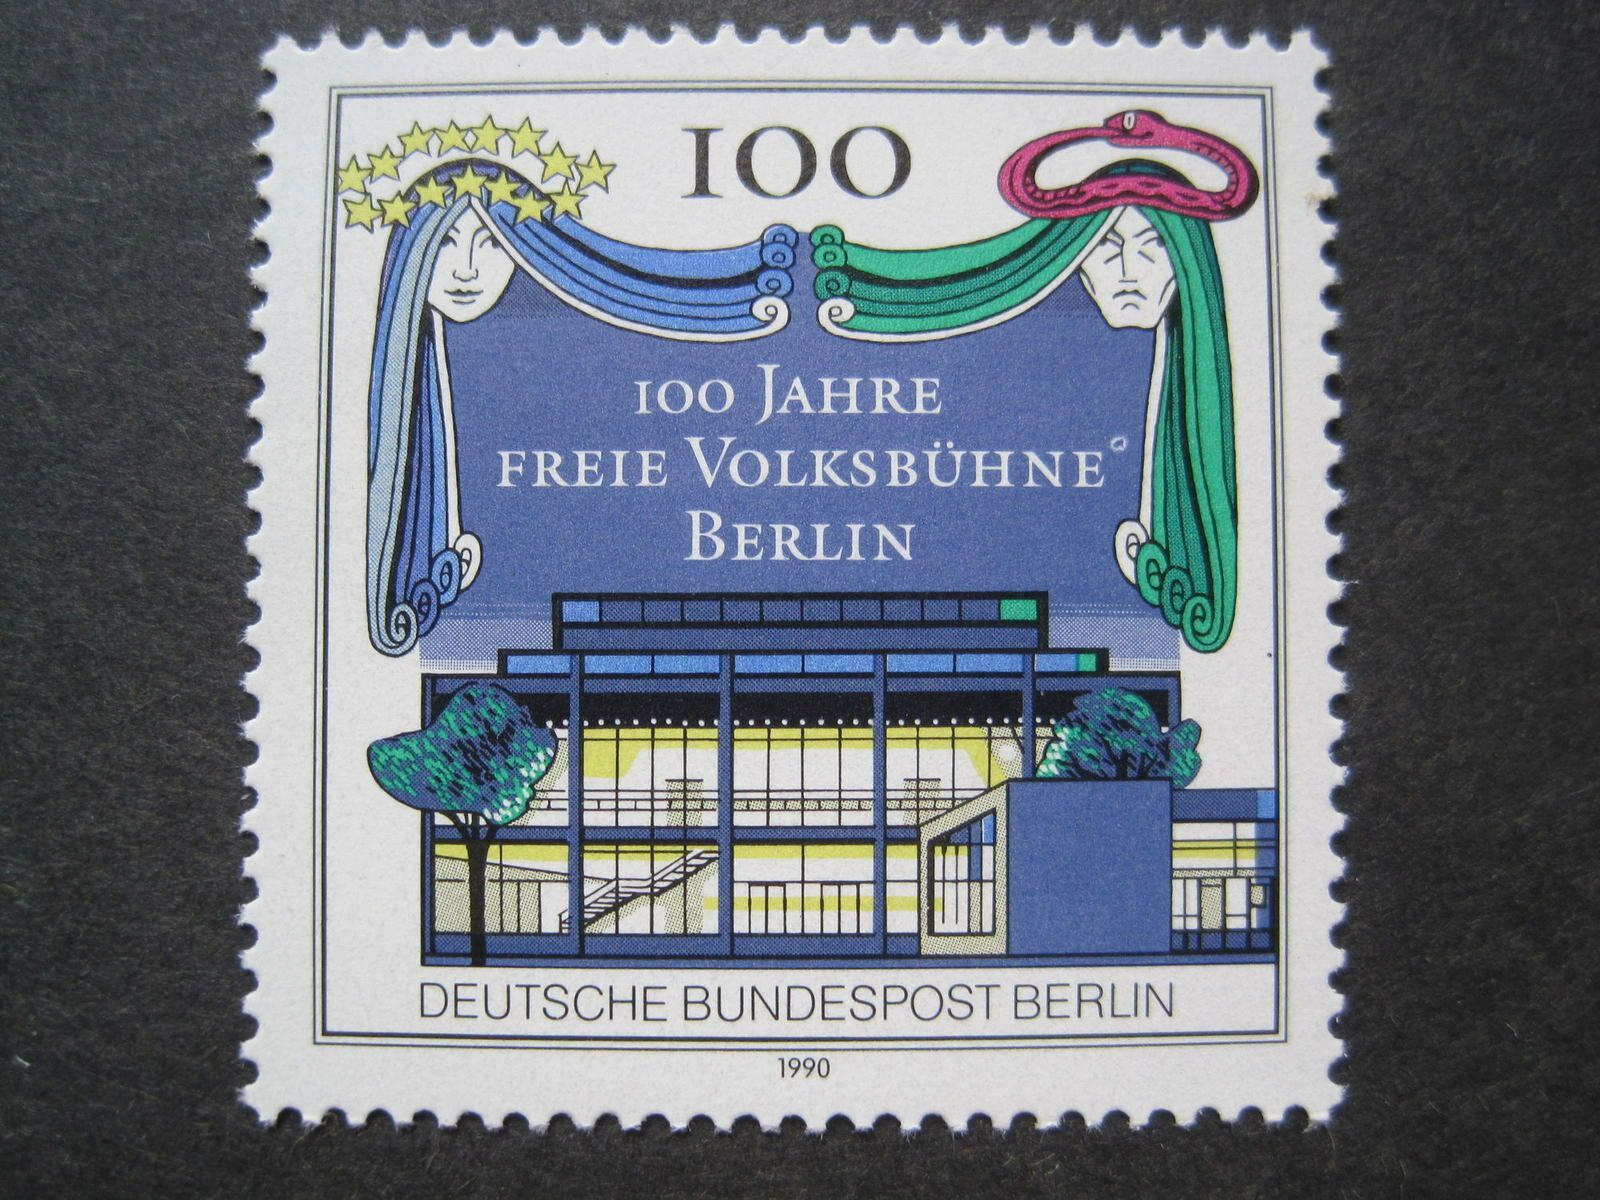 100
100 JAHRE
FREIE VOLKSBÜHNE
BERLIN
DEUTSCHE BUNDESPOST BERLIN
1990